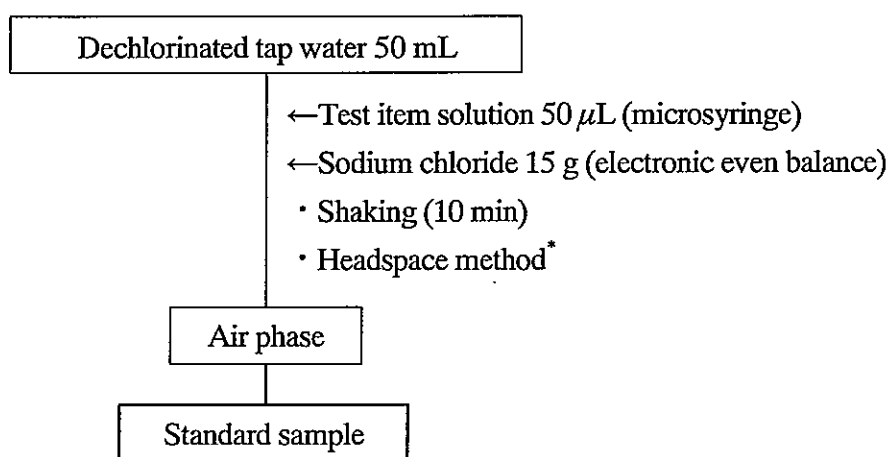 Dechlorinated tap water 50 mL
←Test item solution 50 μL (microsyringe)
←Sodium chloride 15 g (electronic even balance)
・Shaking (10 min)
・Headspace method*
Air phase
Standard sample